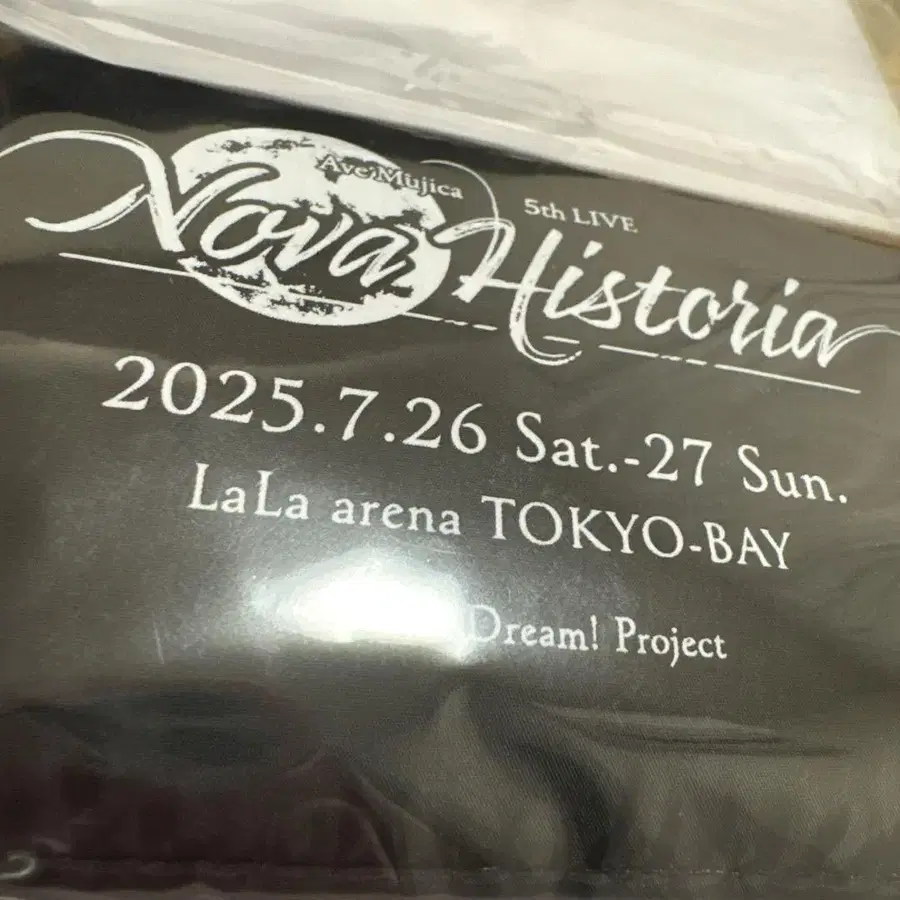 Ave Mujica
5th LIVE
Nova Historia
2025.7.26 Sat.-27 Sun.
LaLa arena TOKYO-BAY
Dream! Project